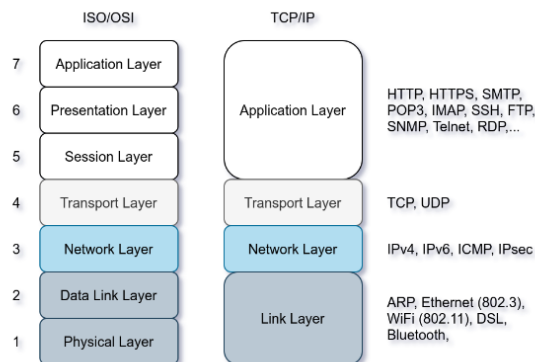 ISO/OSI
TCP/IP
7
Application Layer
6
Presentation Layer
5
Session Layer
Application Layer
HTTP, HTTPS, SMTP,
POP3, IMAP, SSH, FTP,
SNMP, Telnet, RDP,...
4
Transport Layer
Transport Layer
TCP, UDP
3
Network Layer
Network Layer
IPv4, IPv6, ICMP, IPsec
2
Data Link Layer
1
Physical Layer
Link Layer
ARP, Ethernet (802.3),
WiFi (802.11), DSL,
Bluetooth,